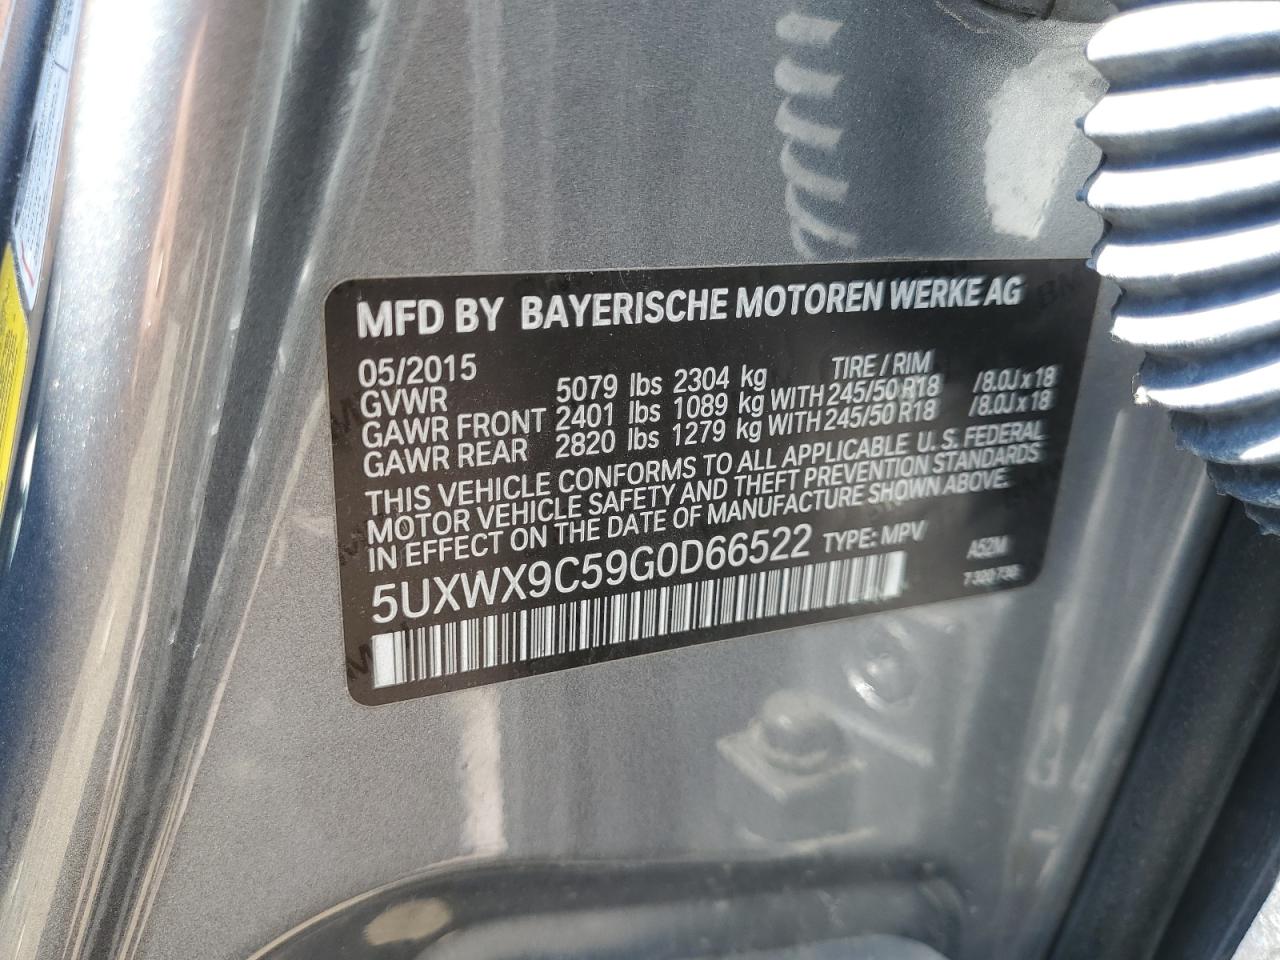 MFD BY BAYERISCHE MOTOREN WERKE AG
05/2015 TIRE / RIM
GVWR 5079 lbs 2304 kg
GAWR FRONT 2401 lbs 1089 kg WITH 245/50 R18 /8.0J x 18
GAWR REAR 2820 lbs 1279 kg WITH 245/50 R18 /8.0J x 18
THIS VEHICLE CONFORMS TO ALL APPLICABLE U. S. FEDERAL
MOTOR VEHICLE SAFETY AND THEFT PREVENTION STANDARDS
IN EFFECT ON THE DATE OF MANUFACTURE SHOWN ABOVE.
5UXWX9C59G0D66522 TYPE: MPV A52M